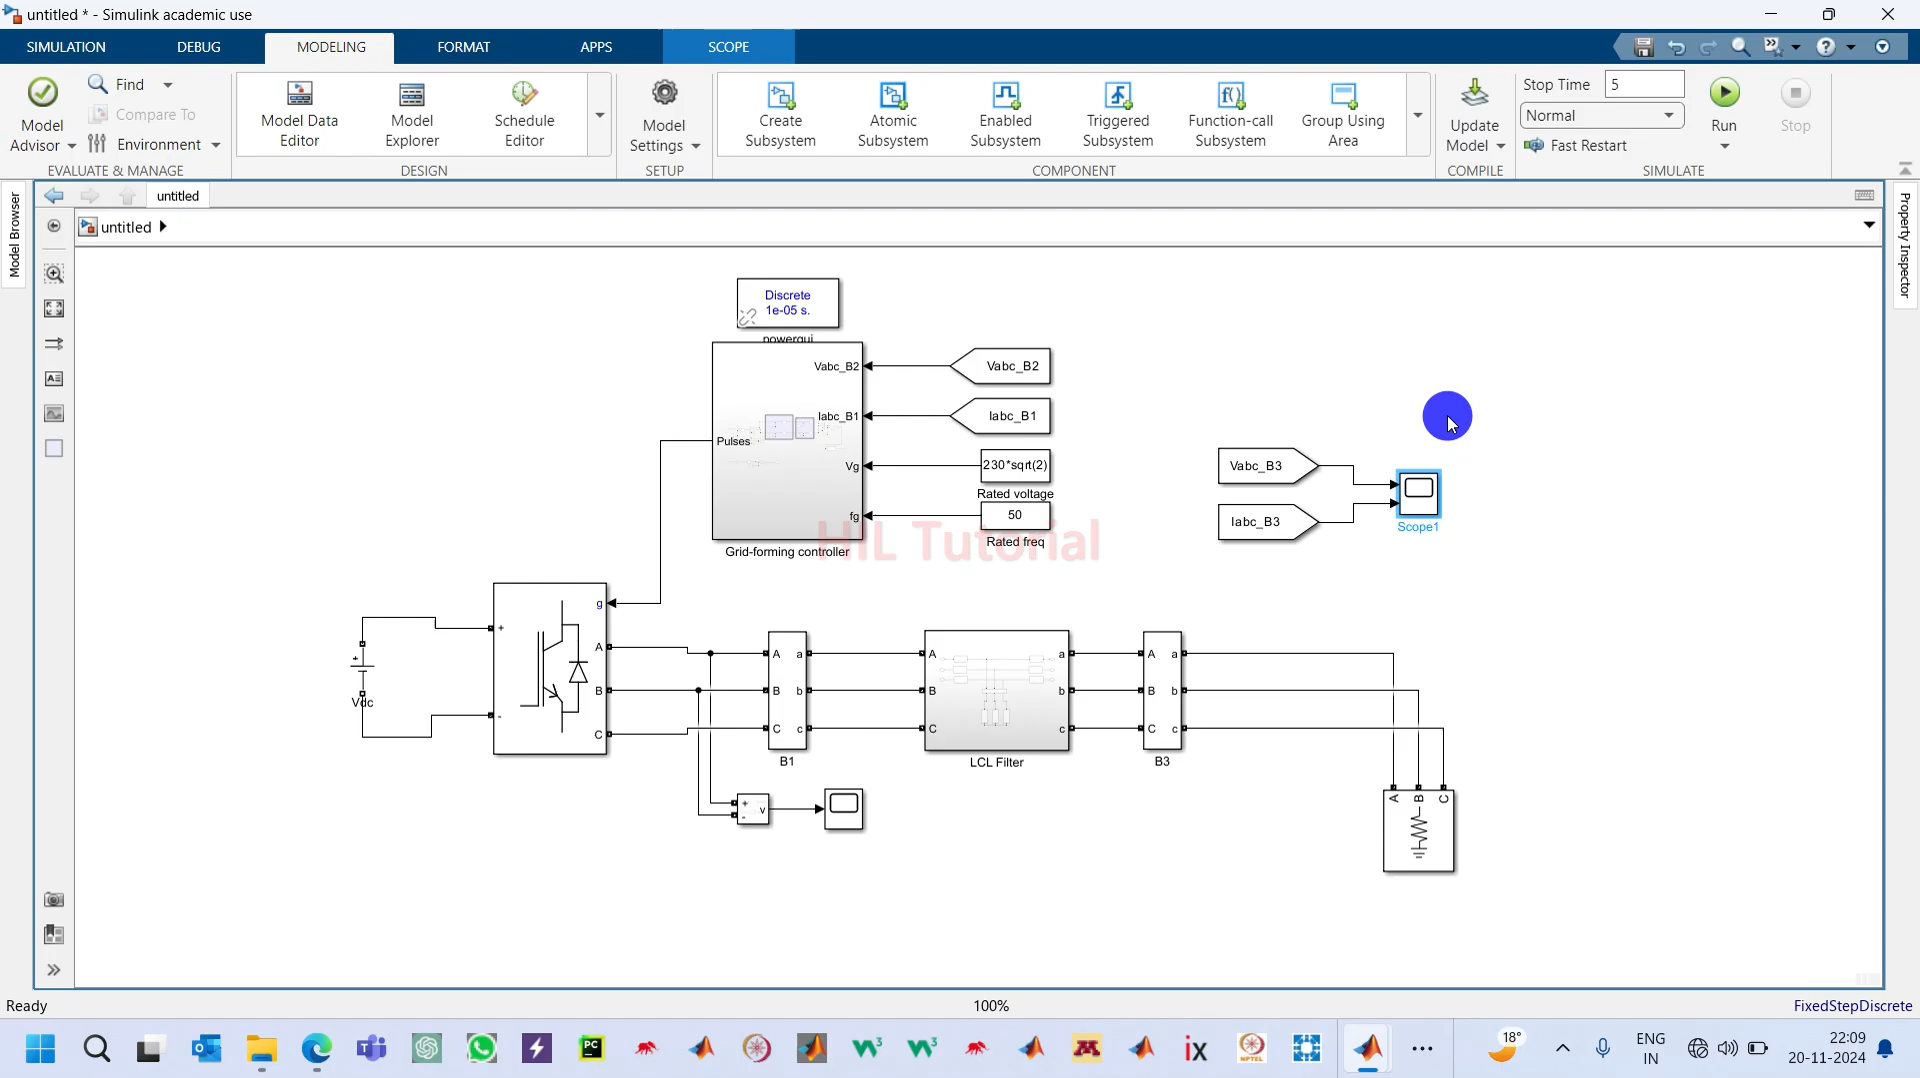 untitled * - Simulink academic use
SIMULATION
DEBUG
MODELING
FORMAT
APPS
SCOPE
Model
Advisor
Find
Compare To
Environment
EVALUATE & MANAGE
Model Data
Editor
Model
Explorer
Schedule
Editor
DESIGN
Model
Settings
SETUP
Create
Subsystem
Atomic
Subsystem
Enabled
Subsystem
Triggered
Subsystem
Function-call
Subsystem
Group Using
Area
COMPONENT
Update
Model
COMPILE
Stop Time
5
Normal
Fast Restart
Run
Stop
SIMULATE
Model Browser
untitled
untitled
Property Inspector
Discrete
1e-05 s.
powergui
Vabc_B2
Iabc_B1
Pulses
Vg
fg
Grid-forming controller
Vabc_B2
Iabc_B1
230*sqrt(2)
Rated voltage
50
Rated freq
HIL Tutorial
Vabc_B3
Iabc_B3
Scope1
+
Vdc
+
-
g
A
B
C
A a
B b
C c
B1
A a
B b
C c
LCL Filter
A a
B b
C c
B3
+
-
v
A B C
Ready
100%
FixedStepDiscrete
PC
W3
W3
M
ix
NPTEL
18°
ENG
IN
22:09
20-11-2024